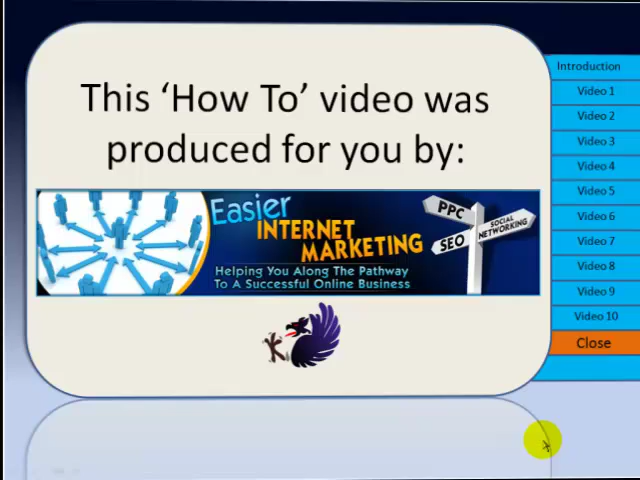 This ‘How To’ video was
produced for you by:
Easier
INTERNET
MARKETING
Helping You Along The Pathway
To A Successful Online Business
PPC
SEO
SOCIAL
NETWORKING
Introduction
Video 1
Video 2
Video 3
Video 4
Video 5
Video 6
Video 7
Video 8
Video 9
Video 10
Close